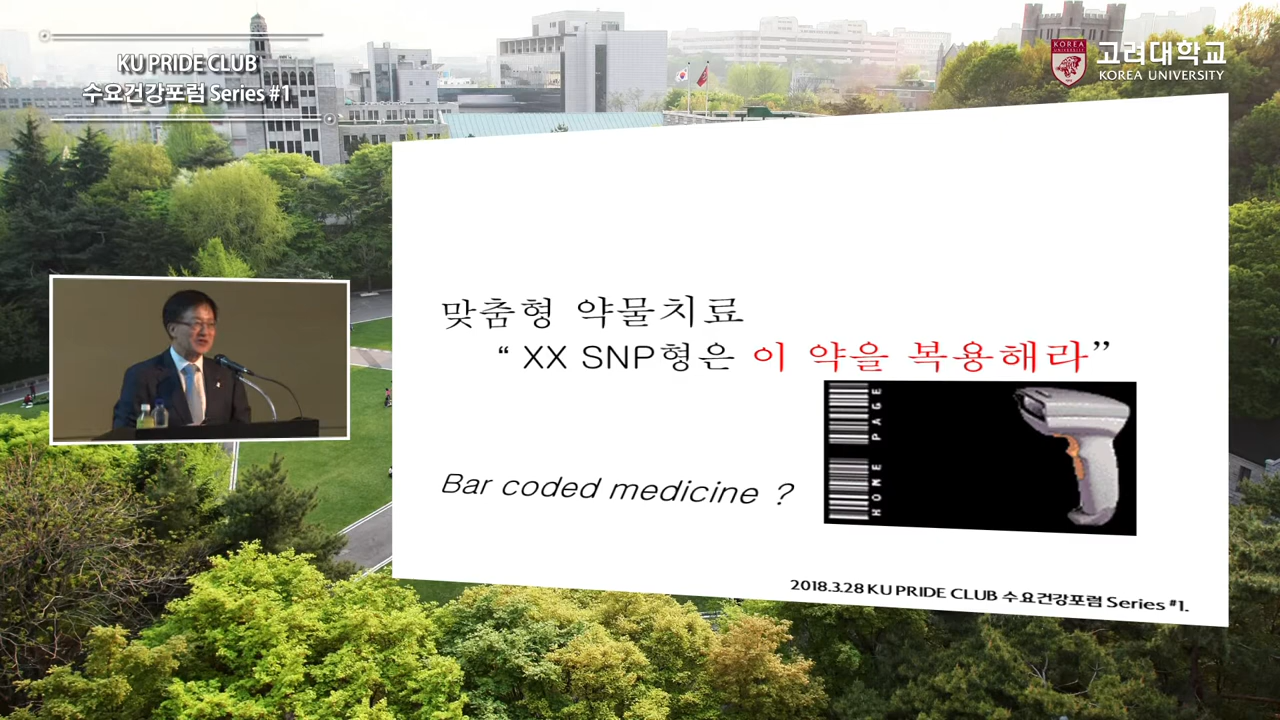 KU PRIDE CLUB
수요건강포럼 Series #1
KOREA
UNIVERSITY
고려대학교
KOREA UNIVERSITY
맞춤형 약물치료
“ XX SNP형은 이 약을 복용해라”
HOME PAGE
Bar coded medicine ?
2018.3.28 KU PRIDE CLUB 수요건강포럼 Series #1.